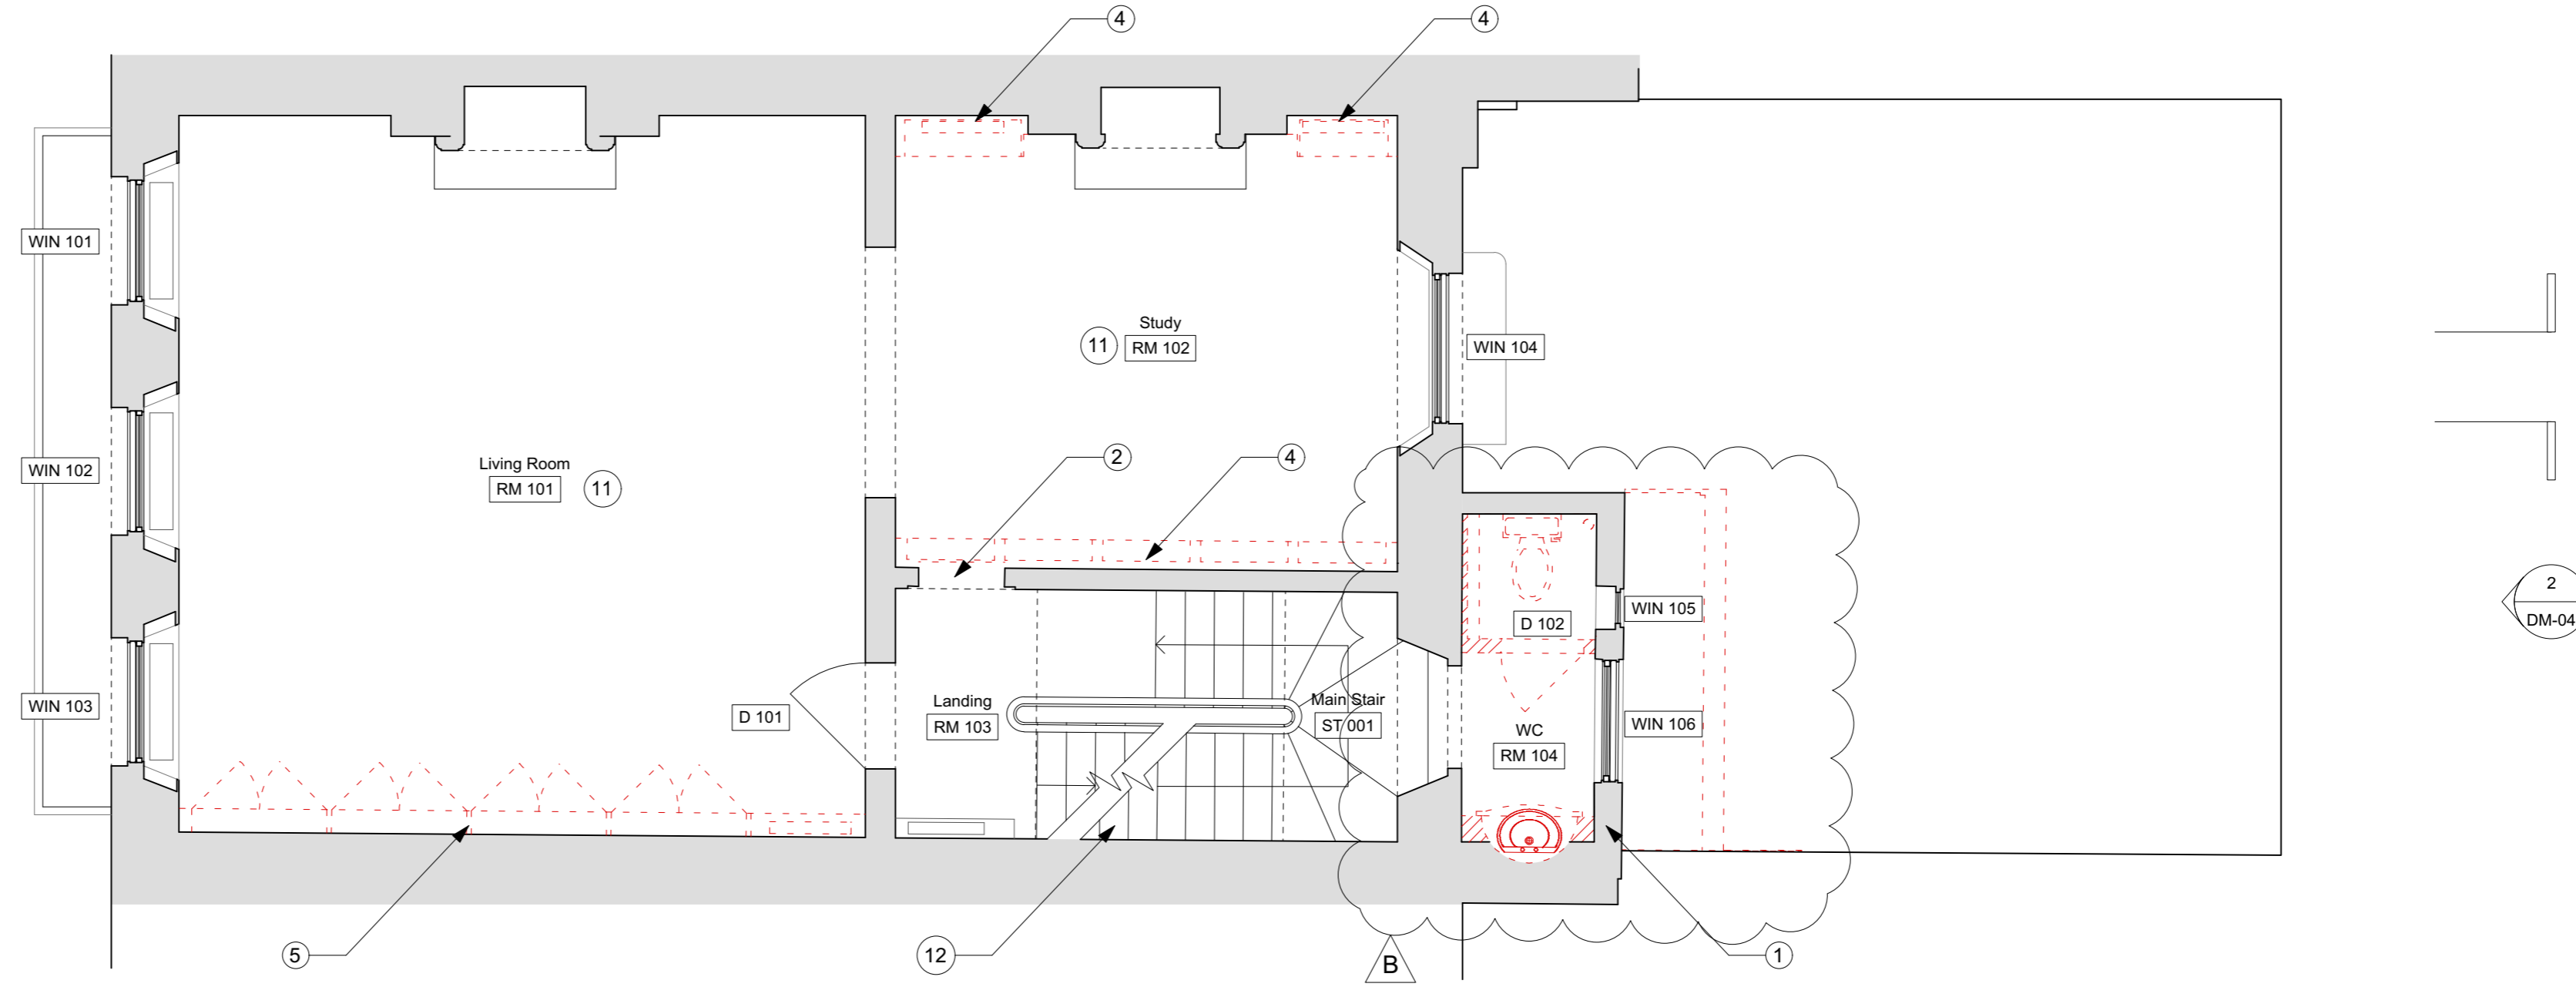 4
4
WIN 101
Study
11
RM 102
WIN 104
Living Room
RM 101
11
WIN 102
2
4
2
DM-04
WIN 105
D 102
WIN 103
D 101
Landing
RM 103
Main Stair
ST 001
WIN 106
WC
RM 104
5
12
B
1